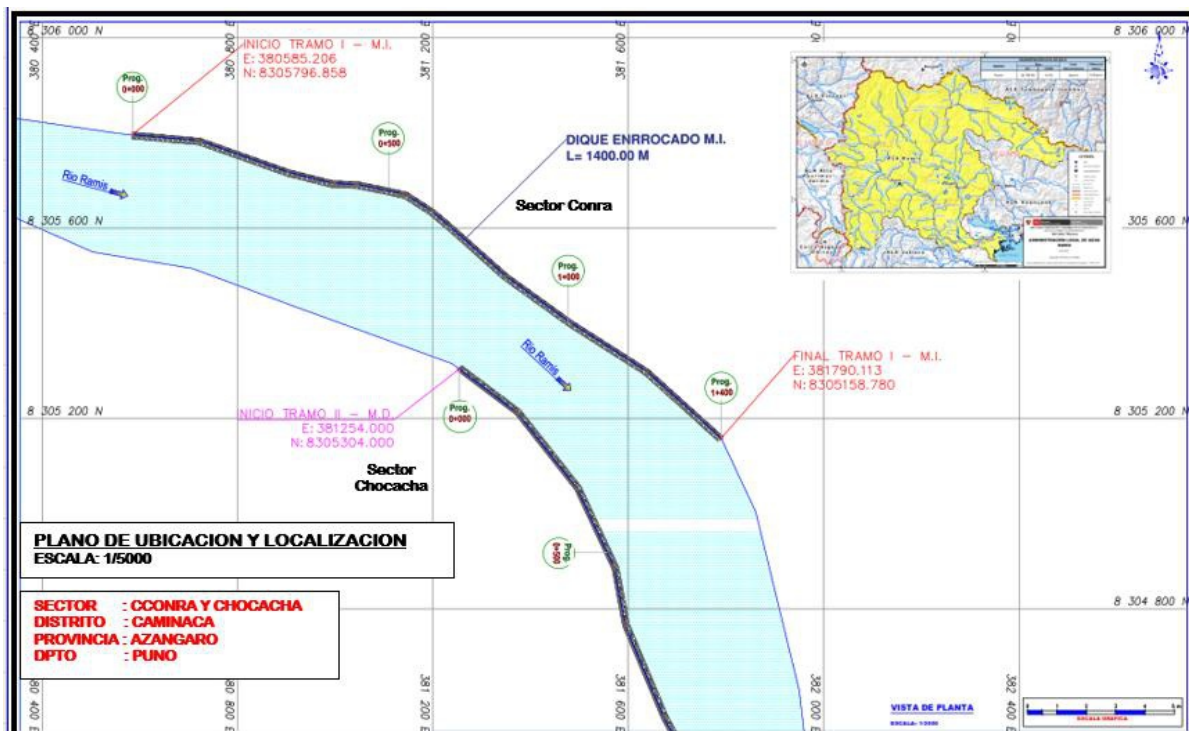 8 306 000 N
8 306 000 N
380 400 E
380 800 E
381 200 E
381 600 E
INICIO TRAMO I - M.I.
E: 380585.206
N: 8305796.858
Prog.
0+000
Prog.
0+500
DIQUE ENRROCADO M.I.
L= 1400.00 M
Rio Ramis
Sector Conra
8 305 600 N
305 600 N
Prog.
1+000
Rio Ramis
FINAL TRAMO I - M.I.
E: 381790.113
N: 8305158.780
Prog.
1+400
8 305 200 N
8 305 200 N
INICIO TRAMO II - M.D.
E: 381254.000
N: 8305304.000
Prog.
0+000
Sector
Chocacha
Prog.
0+500
PLANO DE UBICACION Y LOCALIZACION
ESCALA: 1/5000
SECTOR : CCONRA Y CHOCACHA
DISTRITO : CAMINACA
PROVINCIA : AZANGARO
DPTO : PUNO
8 304 800 N
80 400
80 800
381 200
381 600
382 000
382 400
VISTA DE PLANTA
ESCALA GRAFICA